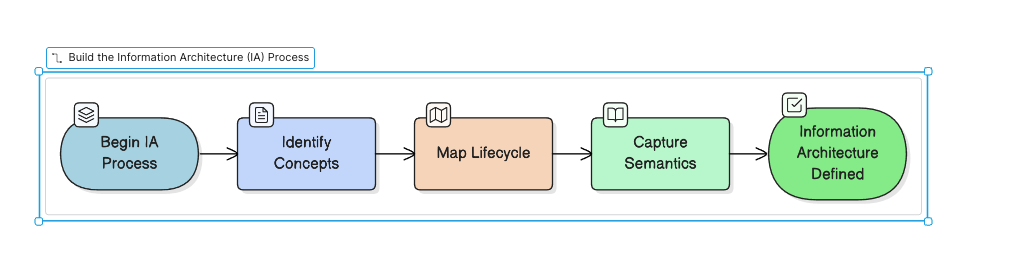 Build the Information Architecture (IA) Process
Begin IA
Process
Identify
Concepts
Map Lifecycle
Capture
Semantics
Information
Architecture
Defined